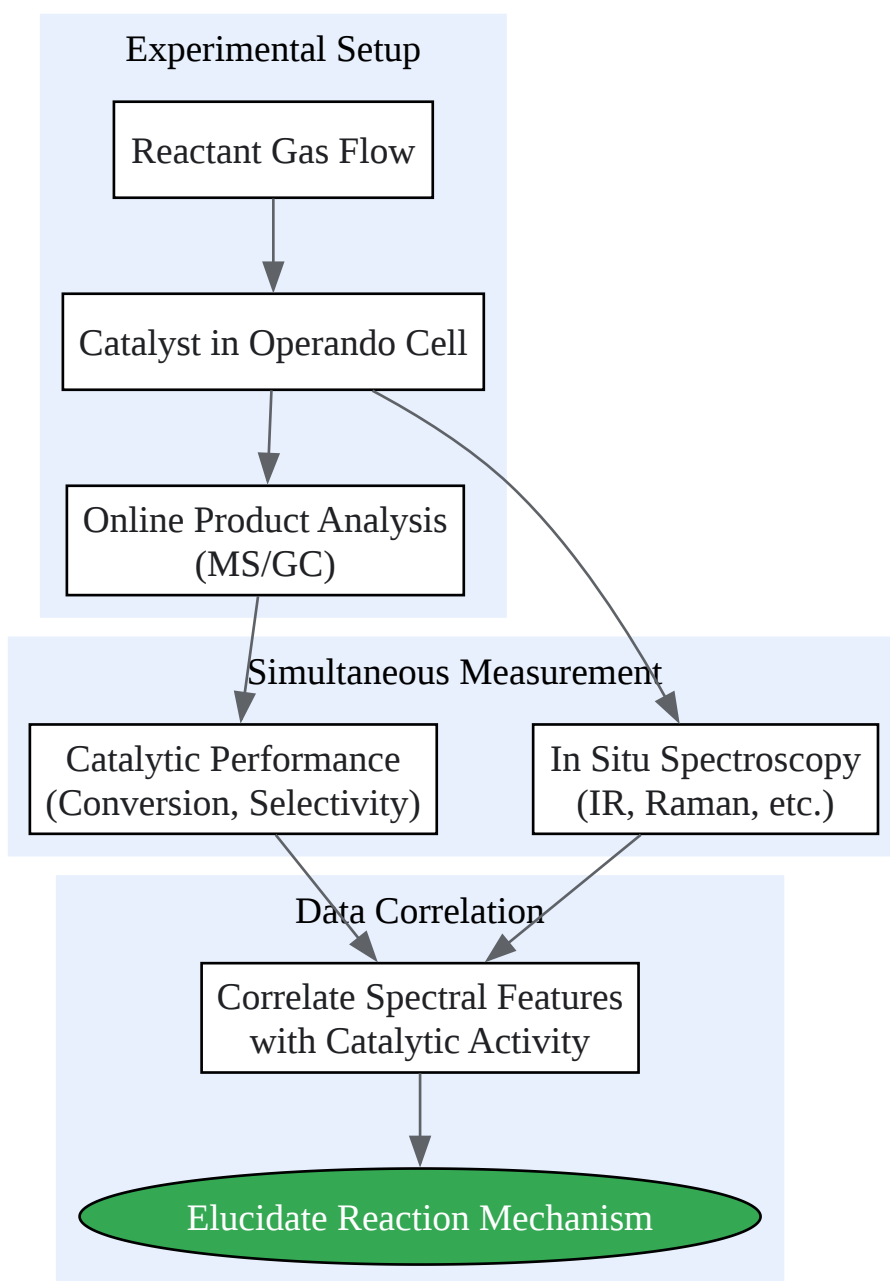 Experimental Setup
Reactant Gas Flow
Catalyst in Operando Cell
Online Product Analysis
(MS/GC)
Simultaneous Measurement
Catalytic Performance
(Conversion, Selectivity)
In Situ Spectroscopy
(IR, Raman, etc.)
Data Correlation
Correlate Spectral Features
with Catalytic Activity
Elucidate Reaction Mechanism